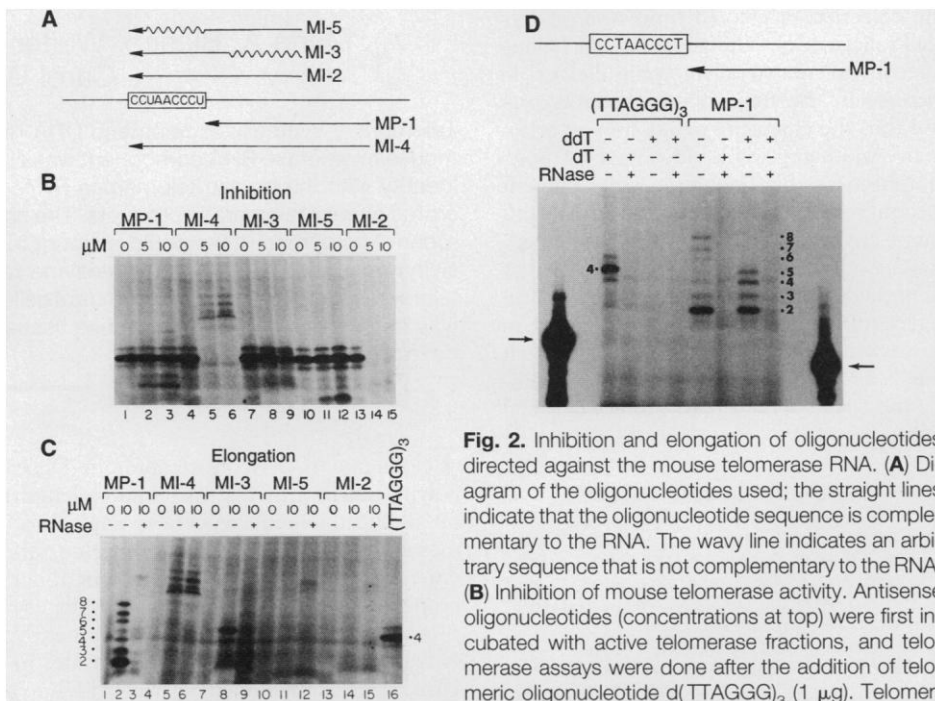 A
MI-5
MI-3
MI-2
CCUAACCCU
MP-1
MI-4
B
Inhibition
MP-1 MI-4 MI-3 MI-5 MI-2
µM 0 5 10 0 5 10 0 5 10 0 5 10 0 5 10
1 2 3 4 5 6 7 8 9 10 11 12 13 14 15
C
Elongation
MP-1 MI-4 MI-3 MI-5 MI-2 (TTAGGG)3
µM 0 10 10 0 10 10 0 10 10 0 10 10 0 10 10
RNase - - + - - + - - + - - + - - +
8
7
6
5
4
3
2
·4
1 2 3 4 5 6 7 8 9 10 11 12 13 14 15 16
D
CCTAACCCT
MP-1
(TTAGGG)3 MP-1
ddT - - + + - - + +
dT + + - - + + - -
RNase - + - + - + - +
4·
·8
·7
·6
·5
·4
·3
·2
Fig. 2. Inhibition and elongation of oligonucleotides
directed against the mouse telomerase RNA. (A) Di-
agram of the oligonucleotides used; the straight lines
indicate that the oligonucleotide sequence is comple-
mentary to the RNA. The wavy line indicates an arbi-
trary sequence that is not complementary to the RNA
(B) Inhibition of mouse telomerase activity. Antisense
oligonucleotides (concentrations at top) were first in-
cubated with active telomerase fractions, and telo-
merase assays were done after the addition of telo-
meric oligonucleotide d(TTAGGG)3 (1 µg). Telomer-